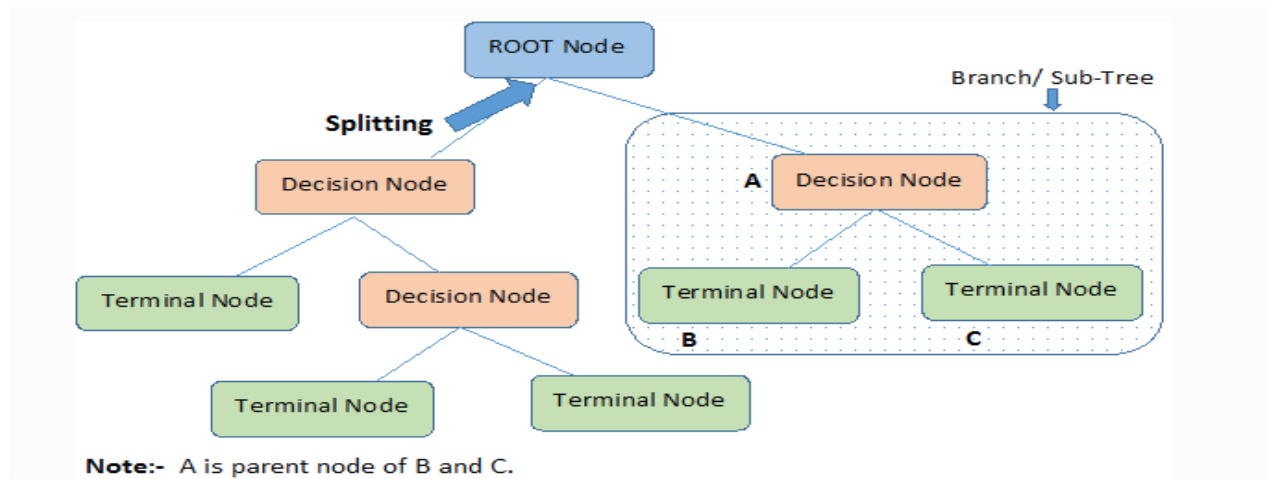 ROOT Node
Branch/ Sub-Tree
Splitting
Decision Node
A
Decision Node
Terminal Node
Decision Node
Terminal Node
Terminal Node
B
C
Terminal Node
Terminal Node
Note:- A is parent node of B and C.